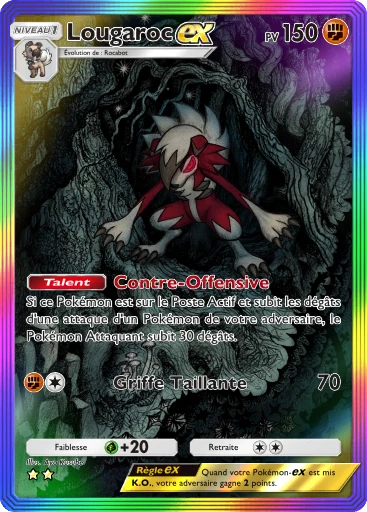 NIVEAU 1
Lougaroc ex
PV 150
Évolution de : Rocabot
Talent Contre-Offensive
Si ce Pokémon est sur le Poste Actif et subit les dégâts
d'une attaque d'un Pokémon de votre adversaire, le
Pokémon Attaquant subit 30 dégâts.
Griffe Taillante 70
Faiblesse +20 Retraite
Illus.
Règle ex Quand votre Pokémon-ex est mis
K.O., votre adversaire gagne 2 points.